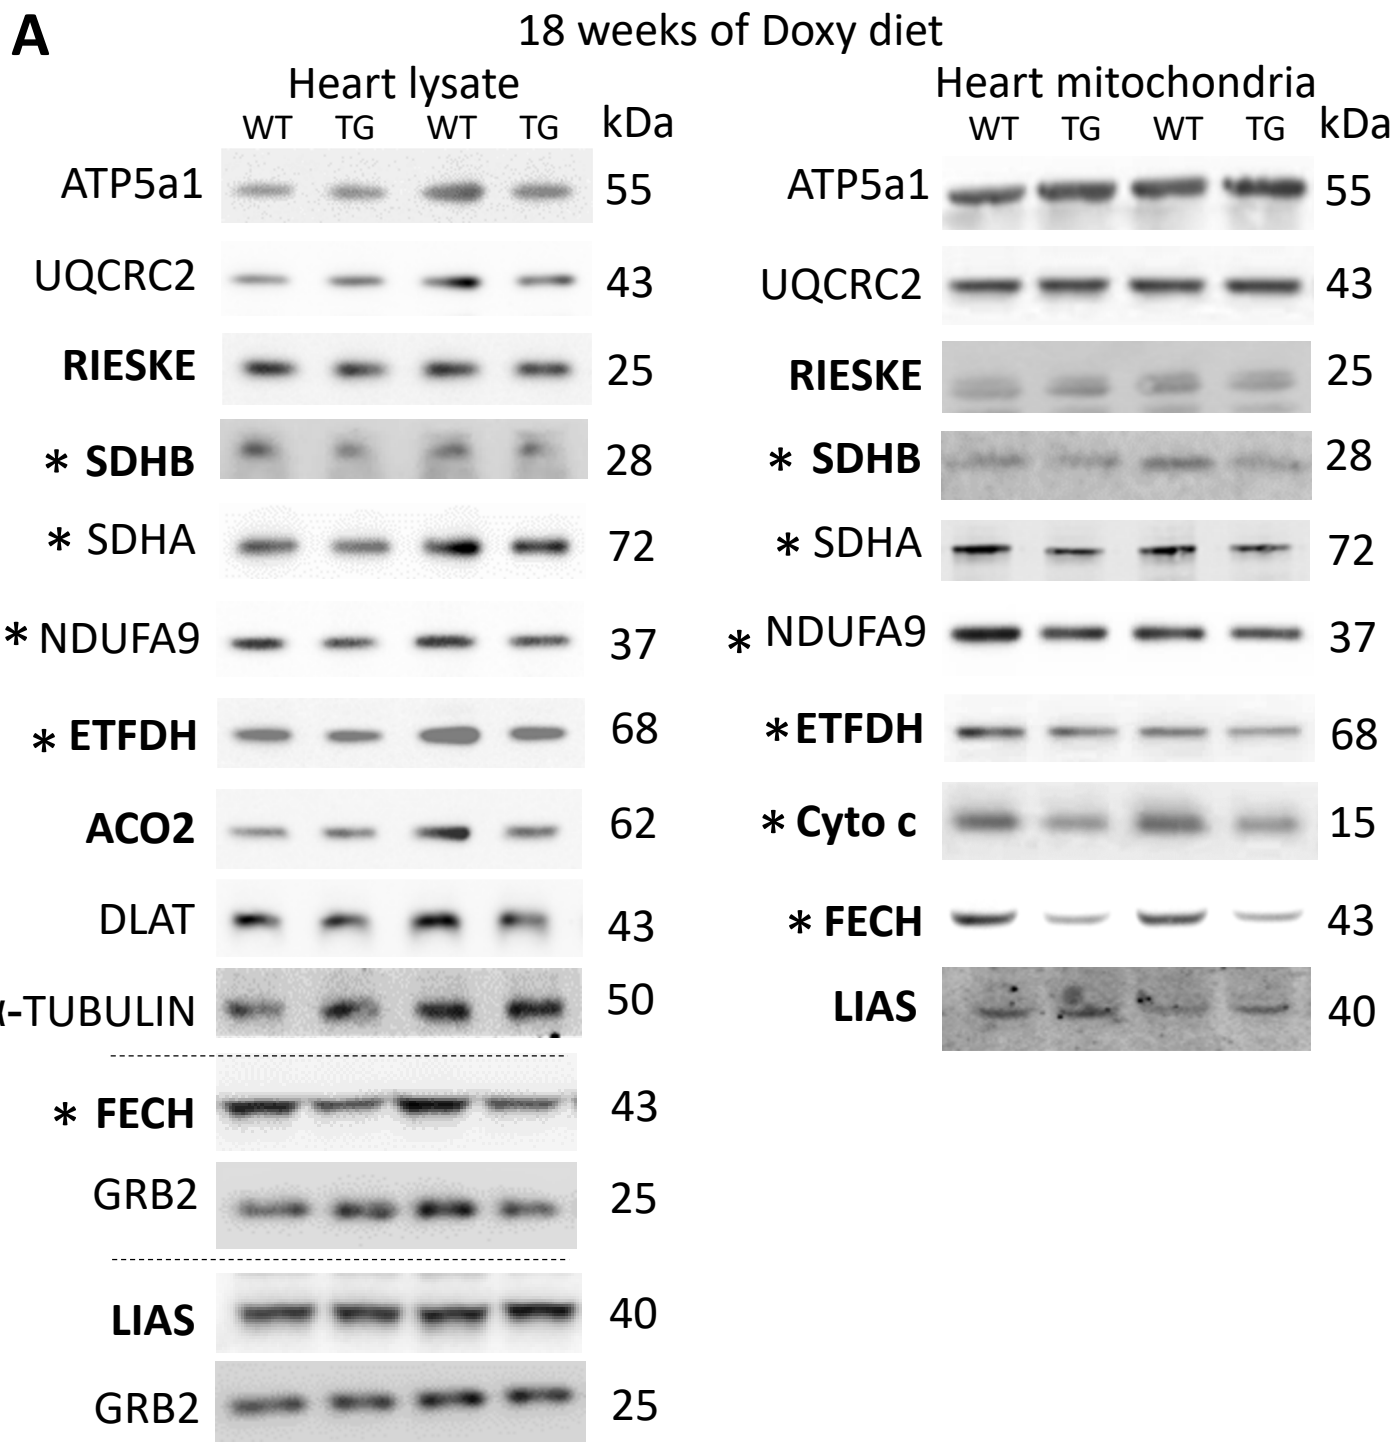 A
18 weeks of Doxy diet
Heart lysate
WT TG WT TG kDa
ATP5a1 55
UQCRC2 43
RIESKE 25
* SDHB 28
* SDHA 72
* NDUFA9 37
* ETFDH 68
ACO2 62
DLAT 43
α-TUBULIN 50
* FECH 43
GRB2 25
LIAS 40
GRB2 25
Heart mitochondria
WT TG WT TG kDa
ATP5a1 55
UQCRC2 43
RIESKE 25
* SDHB 28
* SDHA 72
* NDUFA9 37
* ETFDH 68
* Cyto c 15
* FECH 43
LIAS 40